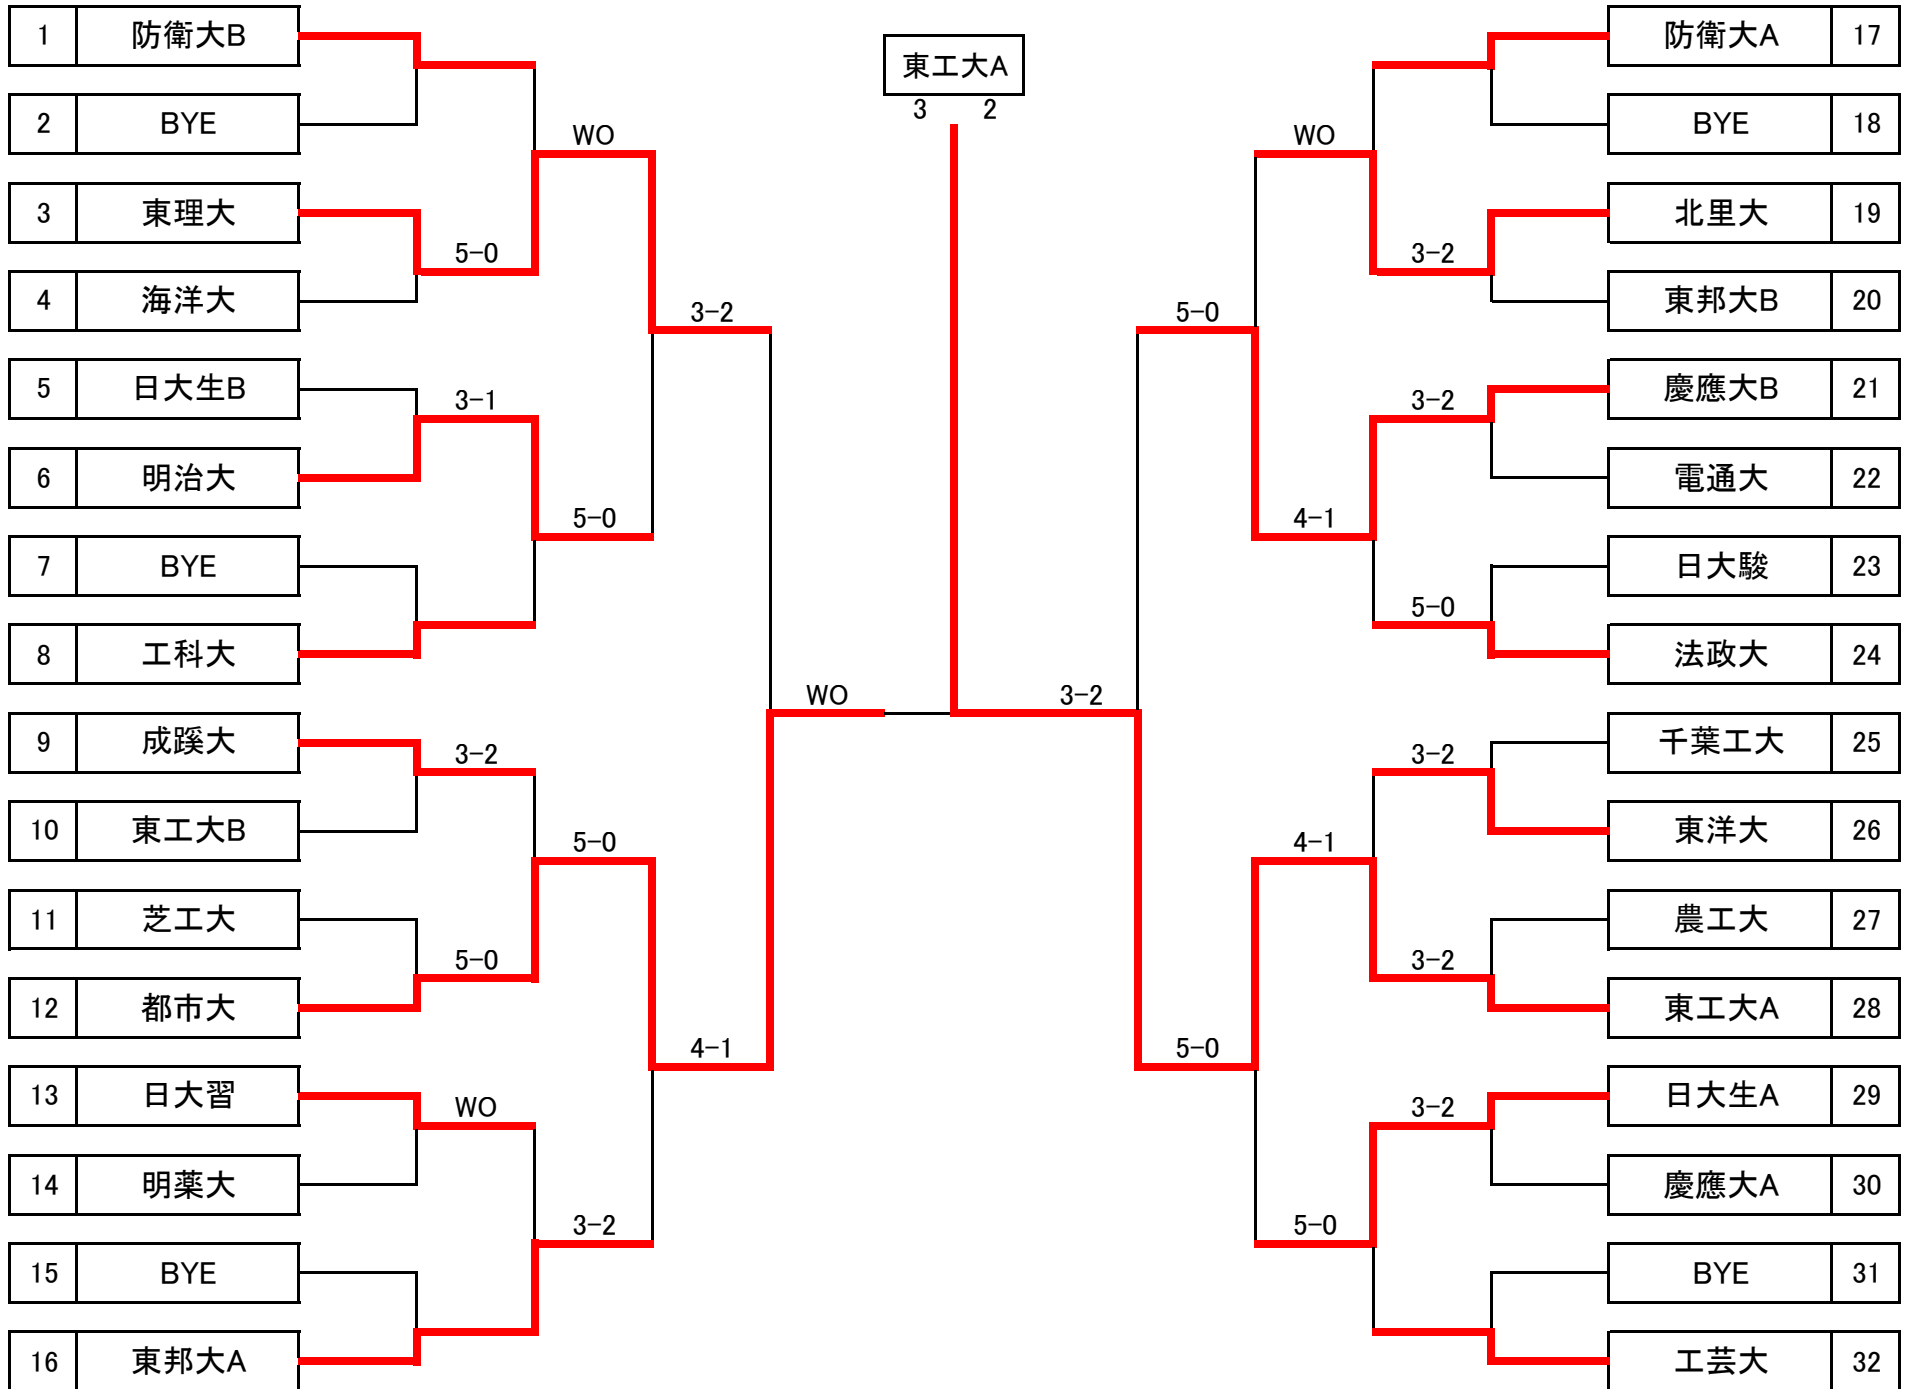 1 防衛大B
2 BYE
3 東理大
4 海洋大
5 日大生B
6 明治大
7 BYE
8 工科大
9 成蹊大
10 東工大B
11 芝工大
12 都市大
13 日大習
14 明薬大
15 BYE
16 東邦大A
5-0
3-1
3-2
5-0
WO
WO
5-0
5-0
3-2
3-2
4-1
WO
東工大A
3 2
3-2
5-0
5-0
WO
4-1
4-1
5-0
3-2
3-2
5-0
3-2
3-2
3-2
防衛大A 17
BYE 18
北里大 19
東邦大B 20
慶應大B 21
電通大 22
日大駿 23
法政大 24
千葉工大 25
東洋大 26
農工大 27
東工大A 28
日大生A 29
慶應大A 30
BYE 31
工芸大 32